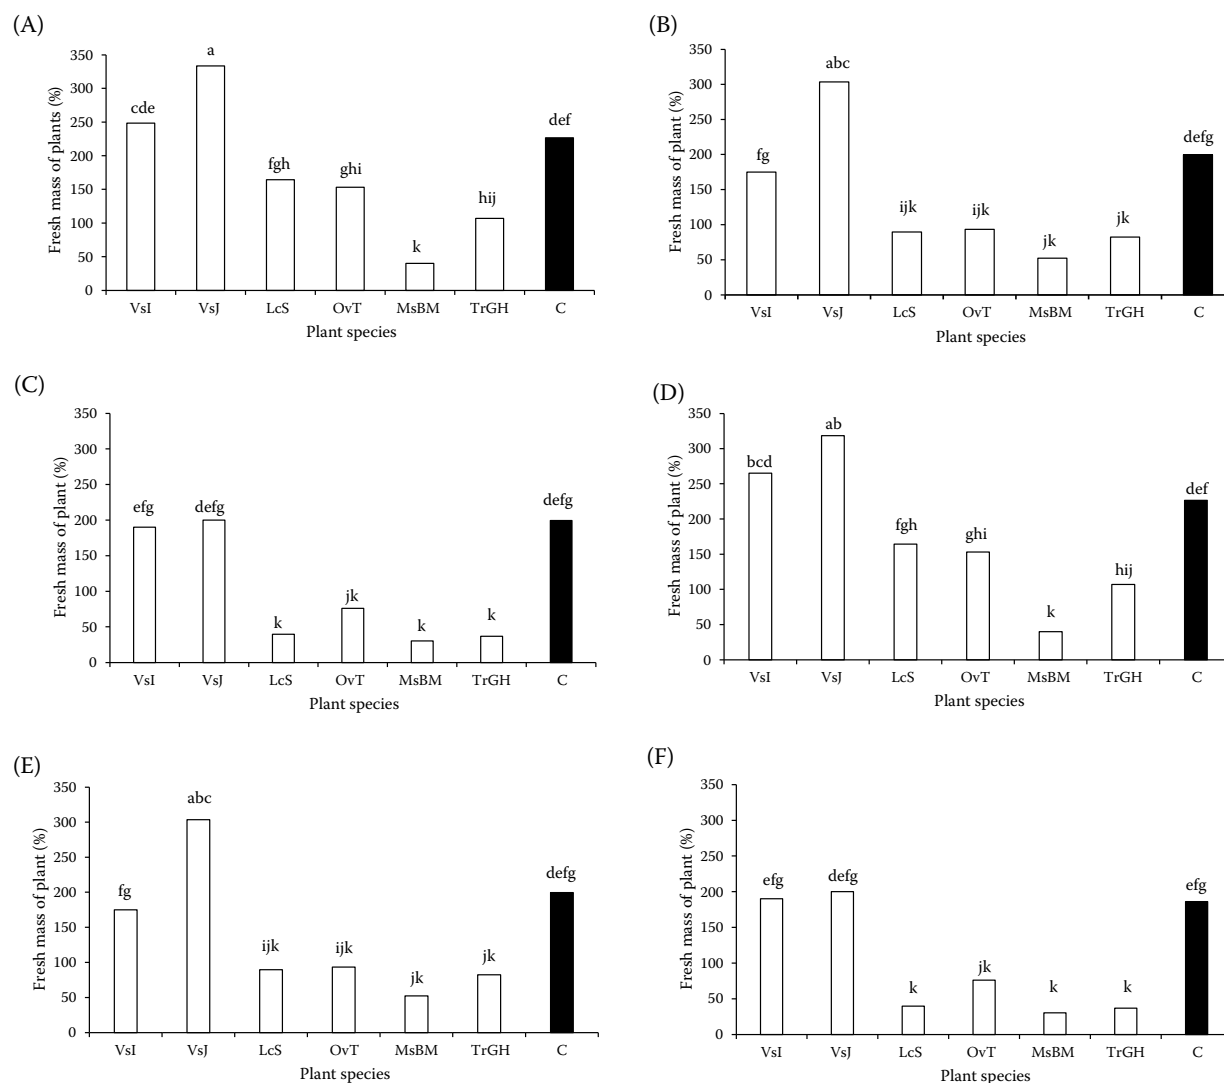 (A)
Fresh mass of plants (%)
350
300
250
200
150
100
50
0
cde
a
fgh
ghi
k
hij
def
VsI VsJ LcS OvT MsBM TrGH C
Plant species
(B)
Fresh mass of plant (%)
350
300
250
200
150
100
50
0
fg
abc
ijk
ijk
jk
jk
defg
VsI VsJ LcS OvT MsBM TrGH C
Plant species
(C)
Fresh mass of plant (%)
350
300
250
200
150
100
50
0
efg
defg
k
jk
k
k
defg
VsI VsJ LcS OvT MsBM TrGH C
Plant species
(D)
Fresh mass of plant (%)
350
300
250
200
150
100
50
0
bcd
ab
fgh
ghi
k
hij
def
VsI VsJ LcS OvT MsBM TrGH C
Plant species
(E)
Fresh mass of plant (%)
350
300
250
200
150
100
50
0
fg
abc
ijk
ijk
jk
jk
defg
VsI VsJ LcS OvT MsBM TrGH C
Plant species
(F)
Fresh mass of plant (%)
350
300
250
200
150
100
50
0
efg
defg
k
jk
k
k
efg
VsI VsJ LcS OvT MsBM TrGH C
Plant species